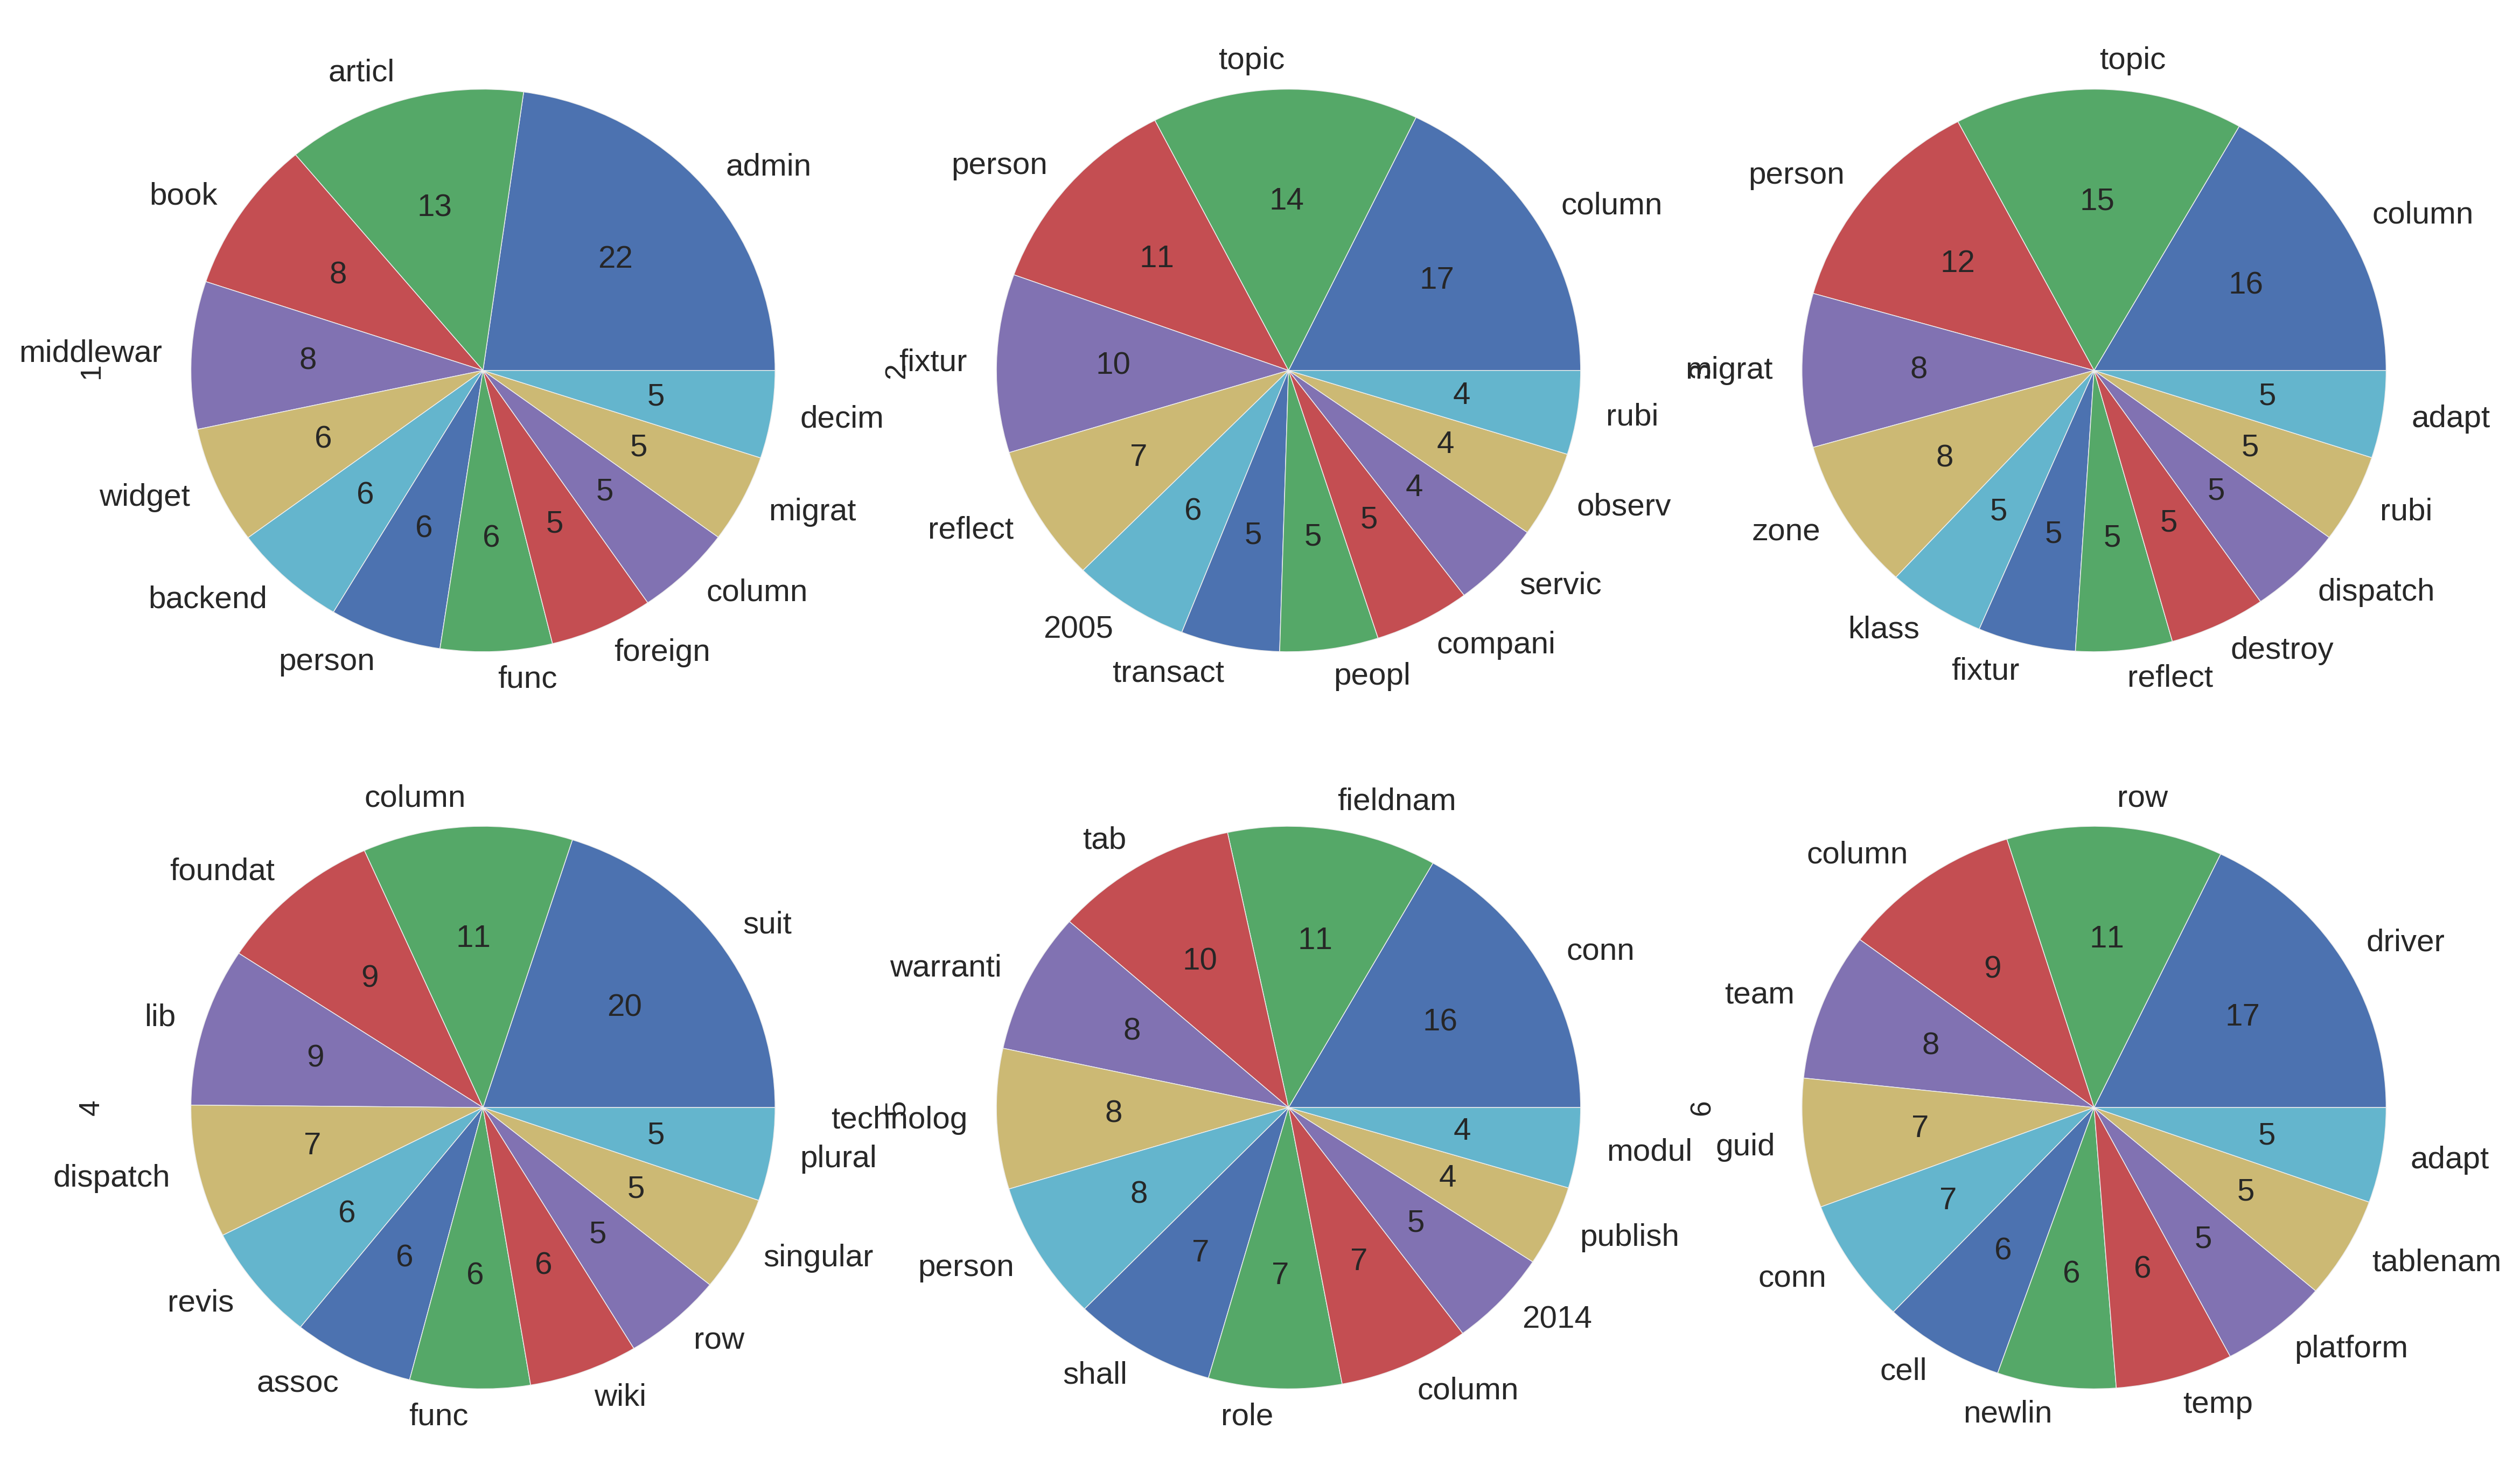 articl
admin
book
middlewar
widget
backend
person
func
foreign
column
migrat
decim
22
13
8
8
6
6
6
6
5
5
5
5
1
topic
column
person
fixtur
reflect
2005
transact
peopl
compani
servic
observ
rubi
17
14
11
10
7
6
5
5
5
4
4
4
2
topic
column
person
migrat
zone
klass
fixtur
reflect
destroy
dispatch
rubi
adapt
16
15
12
8
8
5
5
5
5
5
5
5
3
column
suit
foundat
lib
dispatch
revis
assoc
func
wiki
row
singular
plural
20
11
9
9
7
6
6
6
6
5
5
5
4
fieldnam
conn
tab
warranti
technolog
person
shall
role
column
2014
publish
modul
16
11
10
8
8
8
7
7
7
5
4
4
5
row
driver
column
team
guid
conn
cell
newlin
temp
platform
tablenam
adapt
17
11
9
8
7
7
6
6
6
5
5
5
6